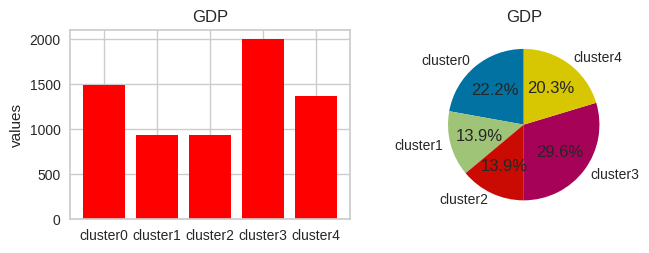 GDP
2000
1500
1000
500
0
values
cluster0 cluster1 cluster2 cluster3 cluster4
GDP
cluster0
cluster4
22.2%
20.3%
cluster1
13.9%
13.9%
29.6%
cluster2
cluster3